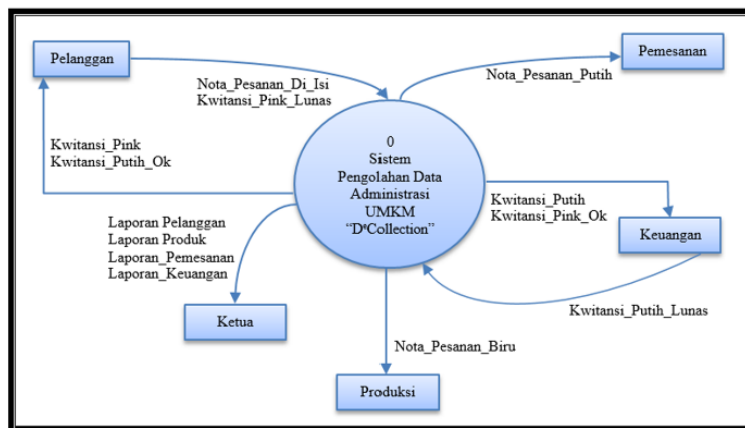 Pelanggan
Pemesanan
Nota_Pesanan_Di_Isi
Kwitansi_Pink_Lunas
Nota_Pesanan_Putih
Kwitansi_Pink
Kwitansi_Putih_Ok
0
Sistem
Pengolahan Data
Administrasi
UMKM
“D'Collection”
Kwitansi_Putih
Kwitansi_Pink_Ok
Keuangan
Laporan Pelanggan
Laporan Produk
Laporan_Pemesanan
Laporan_Keuangan
Ketua
Kwitansi_Putih_Lunas
Nota_Pesanan_Biru
Produksi